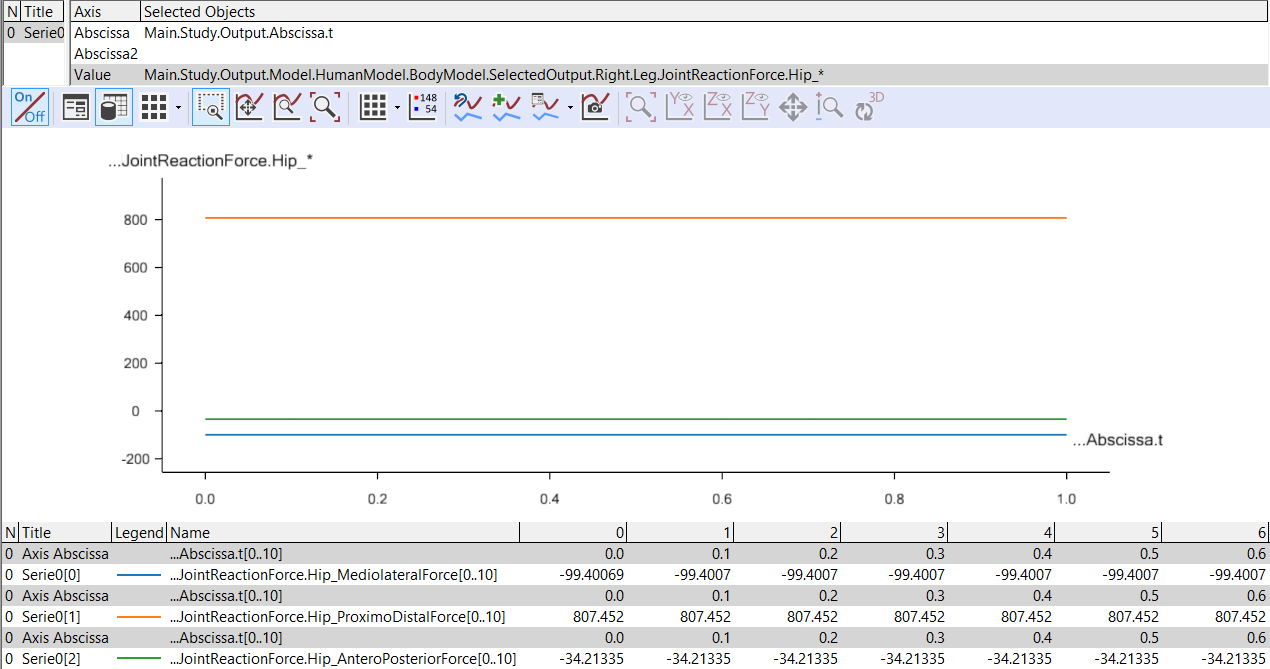 N Title Axis Selected Objects
0 Serie0 Abscissa Main.Study.Output.Abscissa.t
Abscissa2
Value Main.Study.Output.Model.HumanModel.BodyModel.SelectedOutput.Right.Leg.JointReactionForce.Hip_*
On/Off 148 54 Y X Z X Z Y 3D
...JointReactionForce.Hip_*
800
600
400
200
0
-200
...Abscissa.t
0.0 0.2 0.4 0.6 0.8 1.0
N Title Legend Name 0 1 2 3 4 5 6
0 Axis Abscissa ...Abscissa.t[0..10] 0.0 0.1 0.2 0.3 0.4 0.5 0.6
0 Serie0[0] ...JointReactionForce.Hip_MediolateralForce[0..10] -99.40069 -99.4007 -99.4007 -99.4007 -99.4007 -99.4007 -99.4007
0 Axis Abscissa ...Abscissa.t[0..10] 0.0 0.1 0.2 0.3 0.4 0.5 0.6
0 Serie0[1] ...JointReactionForce.Hip_ProximoDistalForce[0..10] 807.452 807.452 807.452 807.452 807.452 807.452 807.452
0 Axis Abscissa ...Abscissa.t[0..10] 0.0 0.1 0.2 0.3 0.4 0.5 0.6
0 Serie0[2] ...JointReactionForce.Hip_AnteroPosteriorForce[0..10] -34.21335 -34.21335 -34.21335 -34.21335 -34.21335 -34.21335 -34.21335